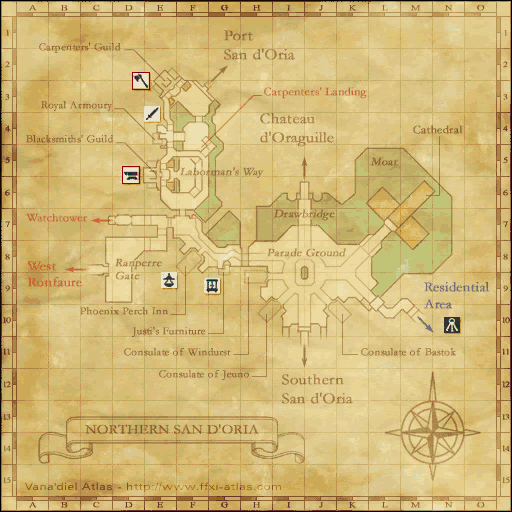 A B C D E F G H I J K L M N O
1
2
3
4
5
6
7
8
9
10
11
12
13
14
15
Carpenters' Guild
Port
San d'Oria
Royal Armoury
Carpenters' Landing
Blacksmiths' Guild
Chateau
d'Oraguille
Cathedral
Laborman's Way
Moat
Watchtower
Drawbridge
West
Ronfaure
Ranperre
Gate
Parade Ground
Phoenix Perch Inn
Residential
Area
Justi's Furniture
Consulate of Windurst
Consulate of Bastok
Consulate of Jeuno
Southern
San d'Oria
NORTHERN SAN D'ORIA
Vana'diel Atlas - http://www.ffxi-atlas.com